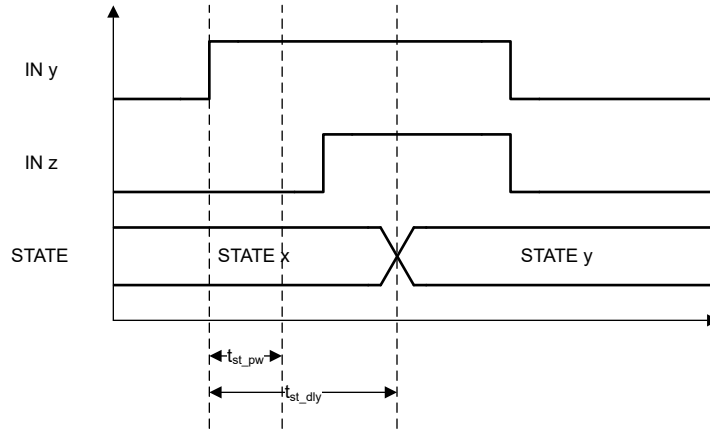 IN y
IN z
STATE
STATE x
STATE y
t_st_pw
t_st_dly